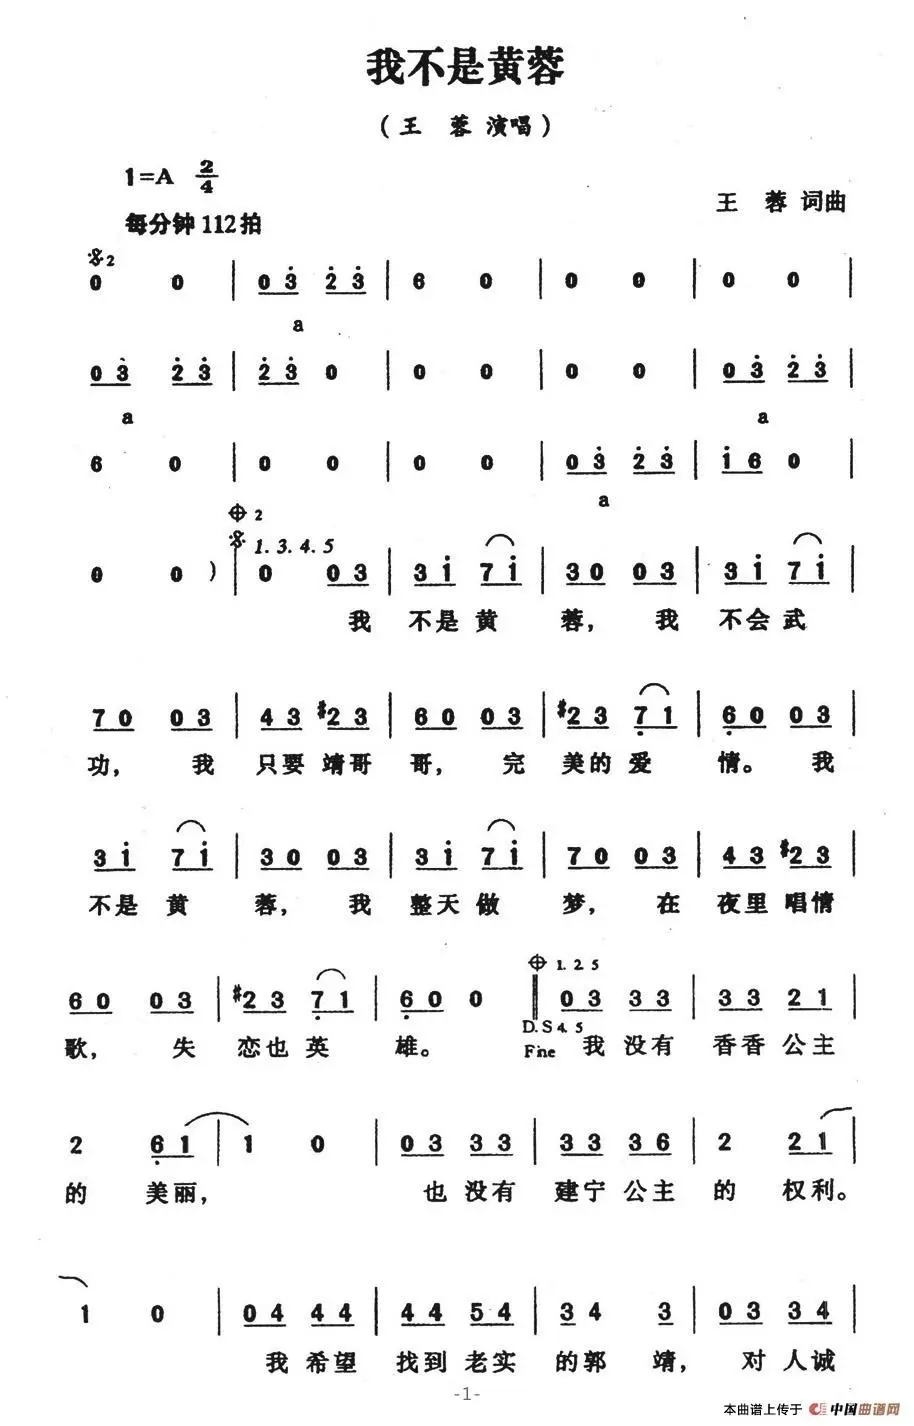 我不是黄蓉
(王 蓉 演唱)
1=A 2/4
王 蓉 词曲
每分钟112拍
𝄋2
0 0 | 0 3̇ 2̇ 3̇ | 6 0 | 0 0 | 0 0 |
a
0 3̇ 2̇ 3̇ | 2̇ 3̇ 0 | 0 0 | 0 0 | 0 3̇ 2̇ 3̇ |
a a
6 0 | 0 0 | 0 0 | 0 3̇ 2̇ 3̇ | 1̇ 6 0 |
a
𝄌 2
𝄋 1. 3. 4. 5
0 0 ) | 0 0 3 | 3 1̇ 7 1̇ | 3 0 0 3 | 3 1̇ 7 1̇ |
我 不是 黄 蓉, 我 不会 武
7 0 0 3 | 4 3 #2 3 | 6 0 0 3 | #2 3 7̣ 1 | 6̣ 0 0 3 |
功, 我 只要 靖哥 哥, 完 美的 爱 情。 我
3 1̇ 7 1̇ | 3 0 0 3 | 3 1̇ 7 1̇ | 7 0 0 3 | 4 3 #2 3 |
不是 黄 蓉, 我 整天 做 梦, 在 夜里 唱情
𝄌 1. 2 5
6 0 0 3 | #2 3 7̣ 1 | 6̣ 0 0 ‖ 0 3 3 3 | 3 3 2 1 |
D.S 4. 5
歌, 失 恋也 英 雄。 Fine 我 没有 香香 公主
2 6̣ 1 | 1 0 | 0 3 3 3 | 3 3 3 6 | 2 2 1 |
的 美丽, 也 没有 建宁 公主 的 权利。
1 0 | 0 4 4 4 | 4 4 5 4 | 3 4 3 | 0 3 3 4 |
我 希望 找到 老实 的郭 靖, 对 人诚
-1-
本曲谱上传于 中国曲谱网